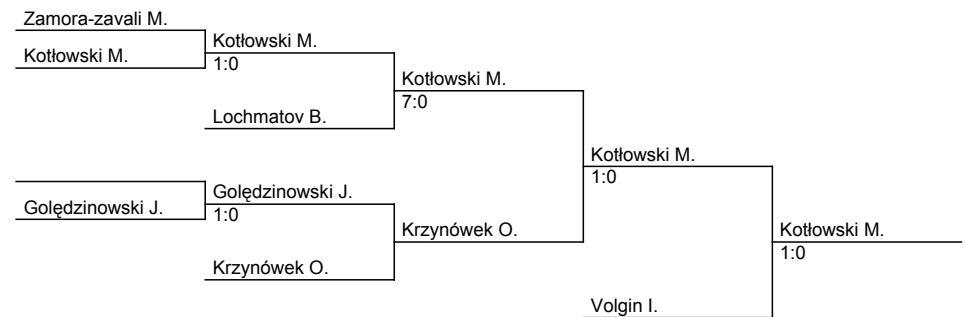 Zamora-zavali M.
Kotłowski M.
Kotłowski M.
1:0
Kotłowski M.
7:0
Lochmatov B.
Kotłowski M.
1:0
Golędzinowski J.
Golędzinowski J.
1:0
Krzynówek O.
Kotłowski M.
1:0
Krzynówek O.
Volgin I.